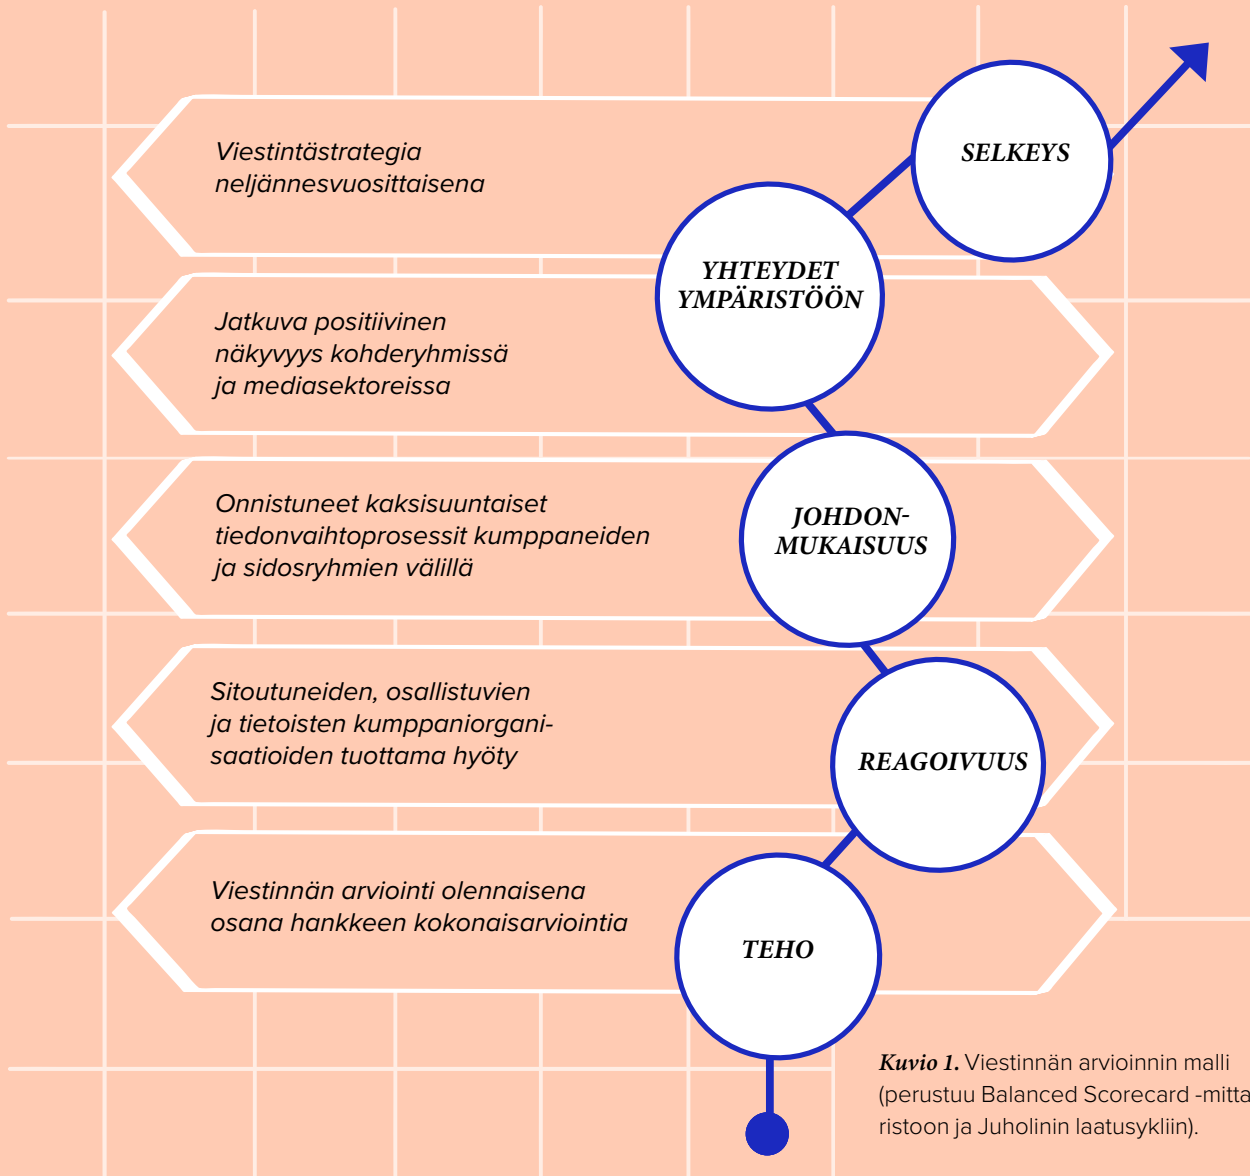 Viestintästrategia
neljännesvuosittaisena
SELKEYS
YHTEYDET
YMPÄRISTÖÖN
Jatkuva positiivinen
näkyvyys kohderyhmissä
ja mediasektoreissa
Onnistuneet kaksisuuntaiset
tiedonvaihtoprosessit kumppaneiden
ja sidosryhmien välillä
JOHDON-
MUKAISUUS
Sitoutuneiden, osallistuvien
ja tietoisten kumppaniorgani-
saatioiden tuottama hyöty
REAGOIVUUS
Viestinnän arviointi olennaisena
osana hankkeen kokonaisarviointia
TEHO
Kuvio 1. Viestinnän arvioinnin malli
(perustuu Balanced Scorecard -mitta
ristoon ja Juholinin laatusykliin).